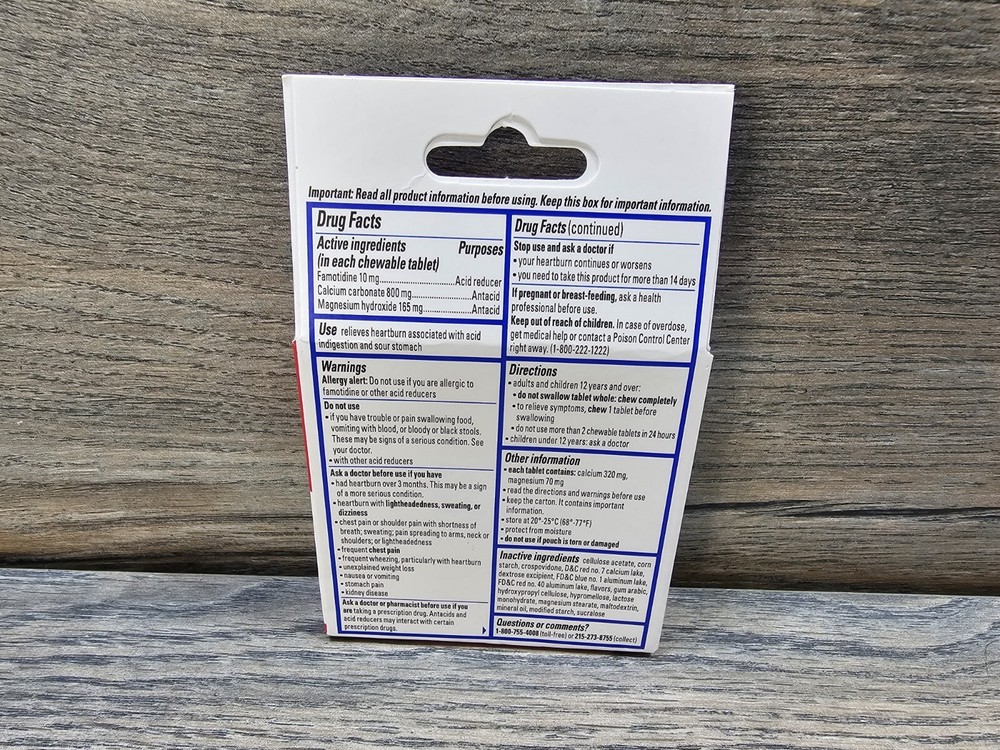 Important: Read all product information before using. Keep this box for important information.
Drug Facts
Active ingredients Purposes
(in each chewable tablet)
Famotidine 10 mg..........................Acid reducer
Calcium carbonate 800 mg....................Antacid
Magnesium hydroxide 165 mg................Antacid
Use relieves heartburn associated with acid
indigestion and sour stomach
Warnings
Allergy alert: Do not use if you are allergic to
famotidine or other acid reducers
Do not use
• if you have trouble or pain swallowing food,
vomiting with blood, or bloody or black stools.
These may be signs of a serious condition. See
your doctor.
• with other acid reducers
Ask a doctor before use if you have
• had heartburn over 3 months. This may be a sign
of a more serious condition.
• heartburn with lightheadedness, sweating, or
dizziness
• chest pain or shoulder pain with shortness of
breath; sweating; pain spreading to arms, neck or
shoulders; or lightheadedness
• frequent chest pain
• frequent wheezing, particularly with heartburn
• unexplained weight loss
• nausea or vomiting
• stomach pain
• kidney disease
Ask a doctor or pharmacist before use if you
are taking a prescription drug. Antacids and
acid reducers may interact with certain
prescription drugs.
Drug Facts (continued)
Stop use and ask a doctor if
• your heartburn continues or worsens
• you need to take this product for more than 14 days
If pregnant or breast-feeding, ask a health
professional before use.
Keep out of reach of children. In case of overdose,
get medical help or contact a Poison Control Center
right away. (1-800-222-1222)
Directions
• adults and children 12 years and over:
• do not swallow tablet whole: chew completely
• to relieve symptoms, chew 1 tablet before
swallowing
• do not use more than 2 chewable tablets in 24 hours
• children under 12 years: ask a doctor
Other information
• each tablet contains: calcium 320 mg,
magnesium 70 mg
• read the directions and warnings before use
• keep the carton. It contains important
information.
• store at 20°-25°C (68°-77°F)
• protect from moisture
• do not use if pouch is torn or damaged
Inactive ingredients cellulose acetate, corn
starch, crospovidone, D&C red no. 7 calcium lake,
dextrose excipient, FD&C blue no. 1 aluminum lake,
FD&C red no. 40 aluminum lake, flavors, gum arabic,
hydroxypropyl cellulose, hypromellose, lactose
monohydrate, magnesium stearate, maltodextrin,
mineral oil, modified starch, sucralose
Questions or comments?
1-800-755-4008 (toll-free) or 215-273-8755 (collect)